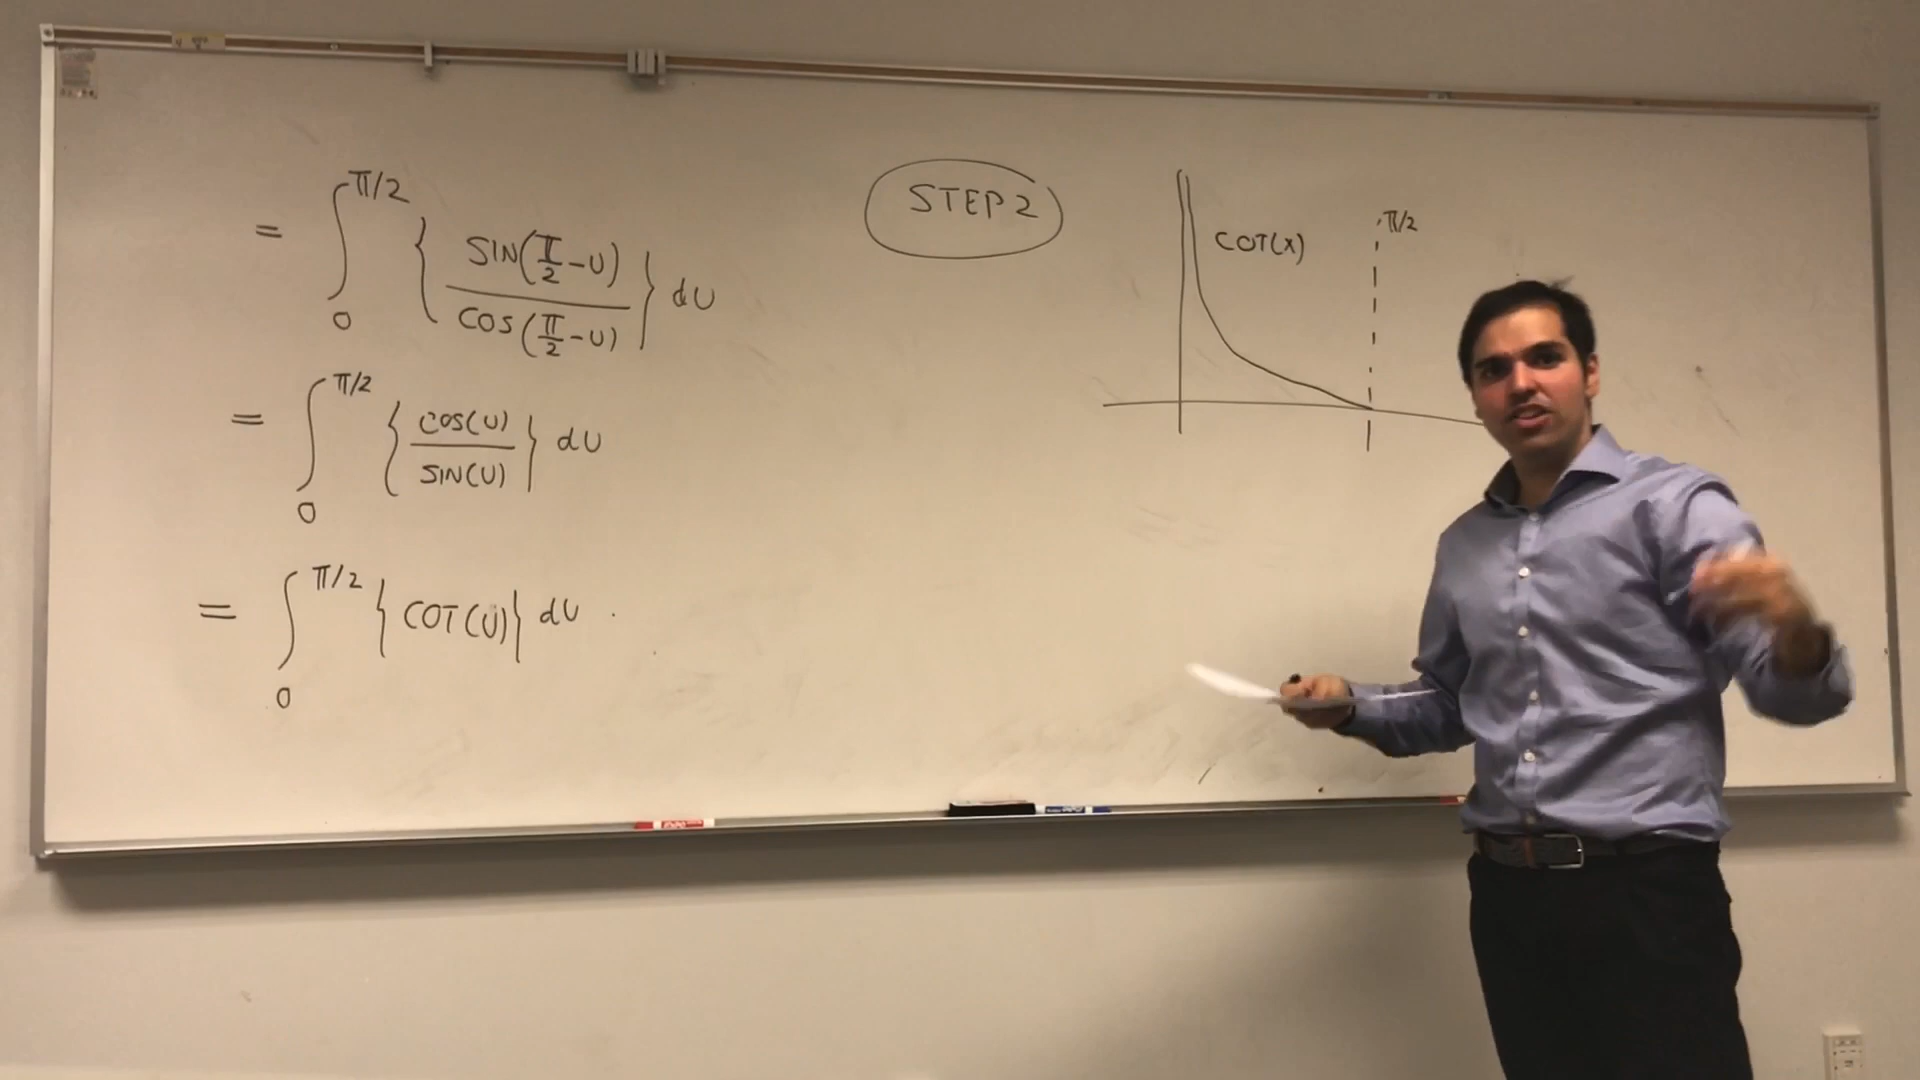 = ∫₀^{π/2} { SIN(π/2 - U) / COS(π/2 - U) } dU
= ∫₀^{π/2} { COS(U) / SIN(U) } dU
= ∫₀^{π/2} { COT(U) } dU .
STEP 2
COT(X)
π/2